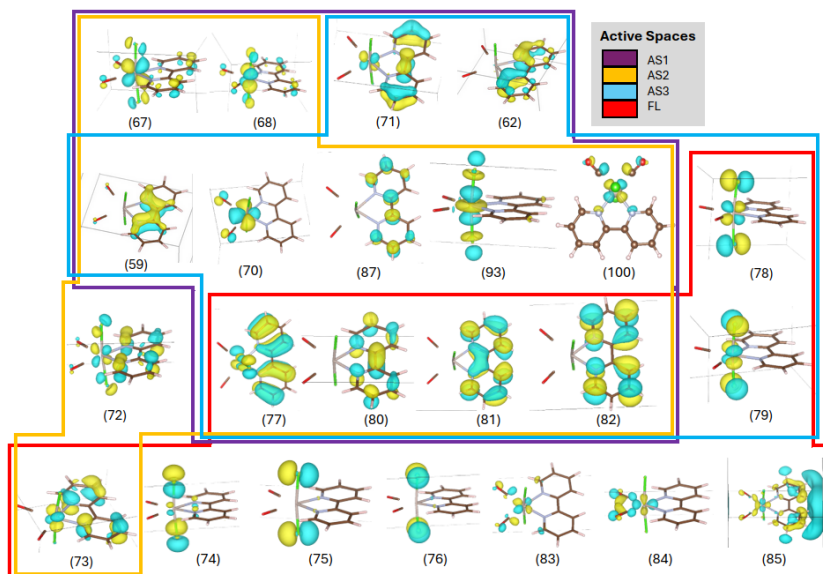 Active Spaces
AS1
AS2
AS3
FL
(67) (68) (71) (62)
(59) (70) (87) (93) (100) (78)
(72) (77) (80) (81) (82) (79)
(73) (74) (75) (76) (83) (84) (85)